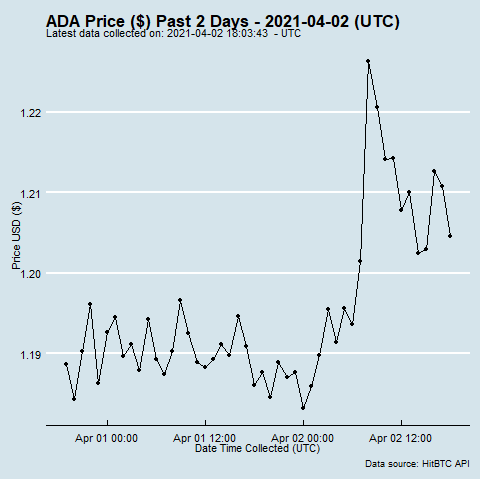 ADA Price ($) Past 2 Days - 2021-04-02 (UTC)
Latest data collected on: 2021-04-02 18:03:43 - UTC
1.22
1.21
1.20
1.19
Price USD ($)
Apr 01 00:00 Apr 01 12:00 Apr 02 00:00 Apr 02 12:00
Date Time Collected (UTC)
Data source: HitBTC API